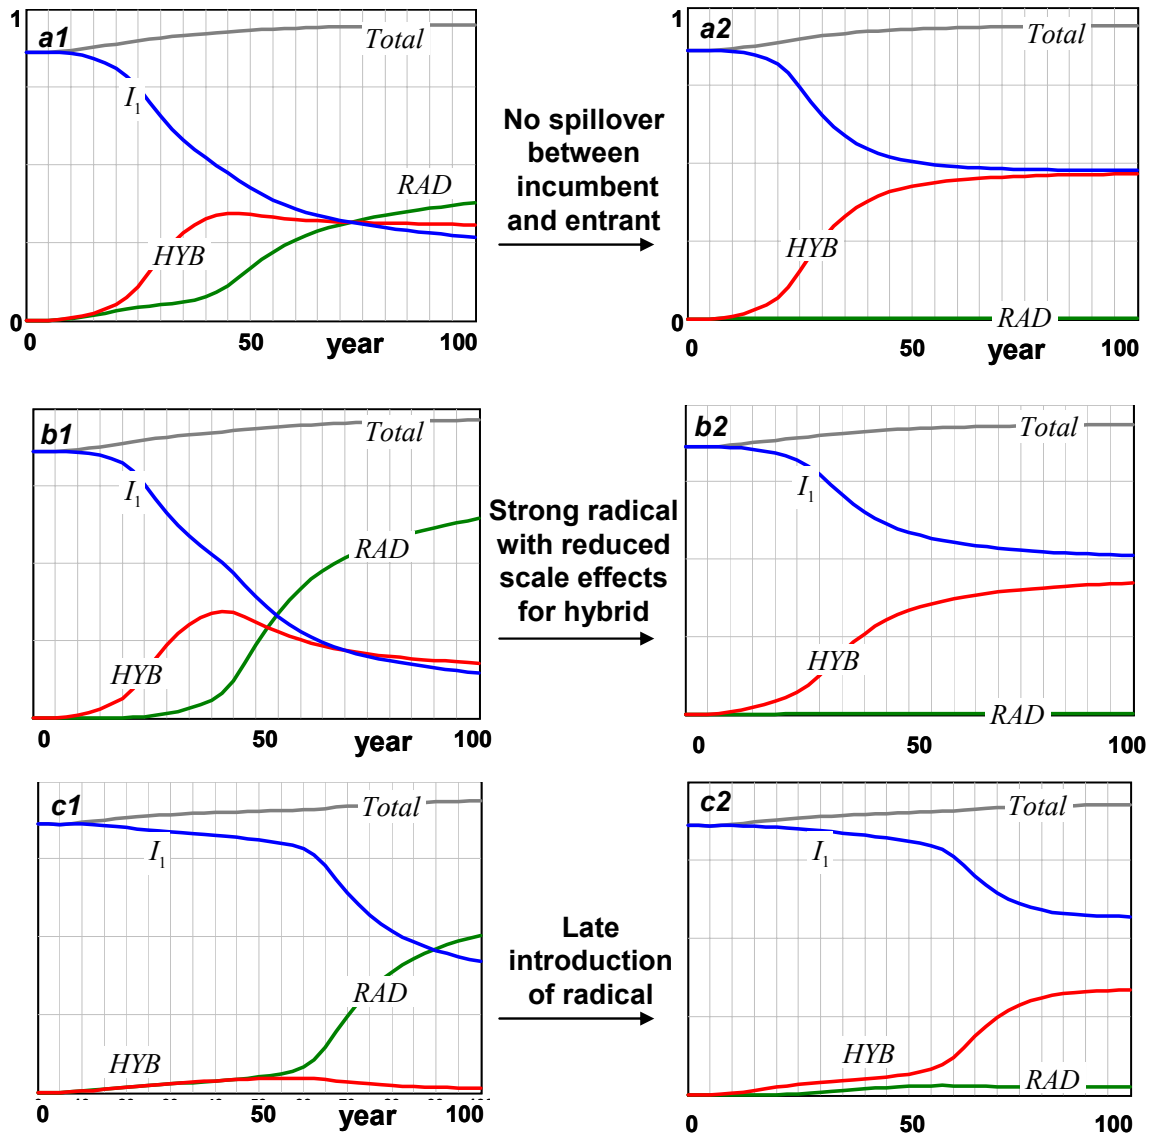 1
a1
Total
I1
RAD
HYB
0
0
50
year
100
No spillover
between
incumbent
and entrant
1
a2
Total
I1
HYB
RAD
0
0
50
year
100
b1
Total
I1
RAD
HYB
0
50
year
100
Strong radical
with reduced
scale effects
for hybrid
b2
Total
I1
HYB
RAD
0
50
100
c1
Total
I1
RAD
HYB
0
50
year
100
Late
introduction
of radical
c2
Total
I1
HYB
RAD
0
50
100